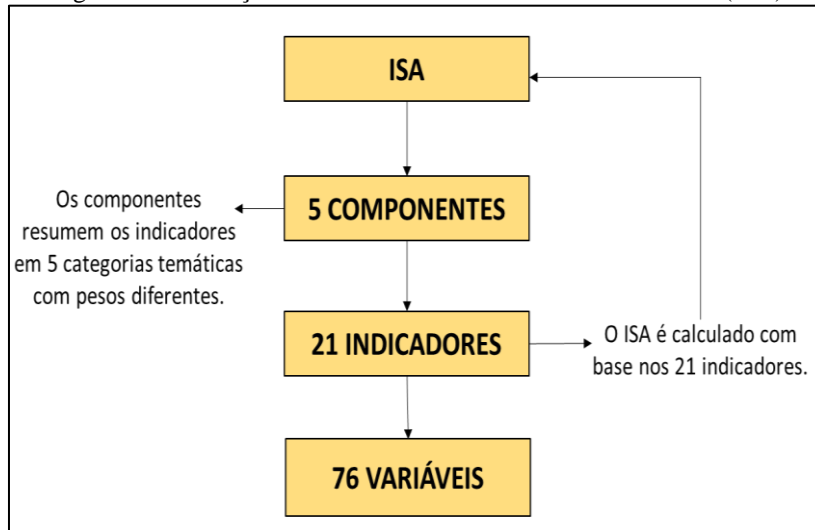 ISA
Os componentes
resumem os indicadores
em 5 categorias temáticas
com pesos diferentes.
5 COMPONENTES
21 INDICADORES
O ISA é calculado com
base nos 21 indicadores.
76 VARIÁVEIS